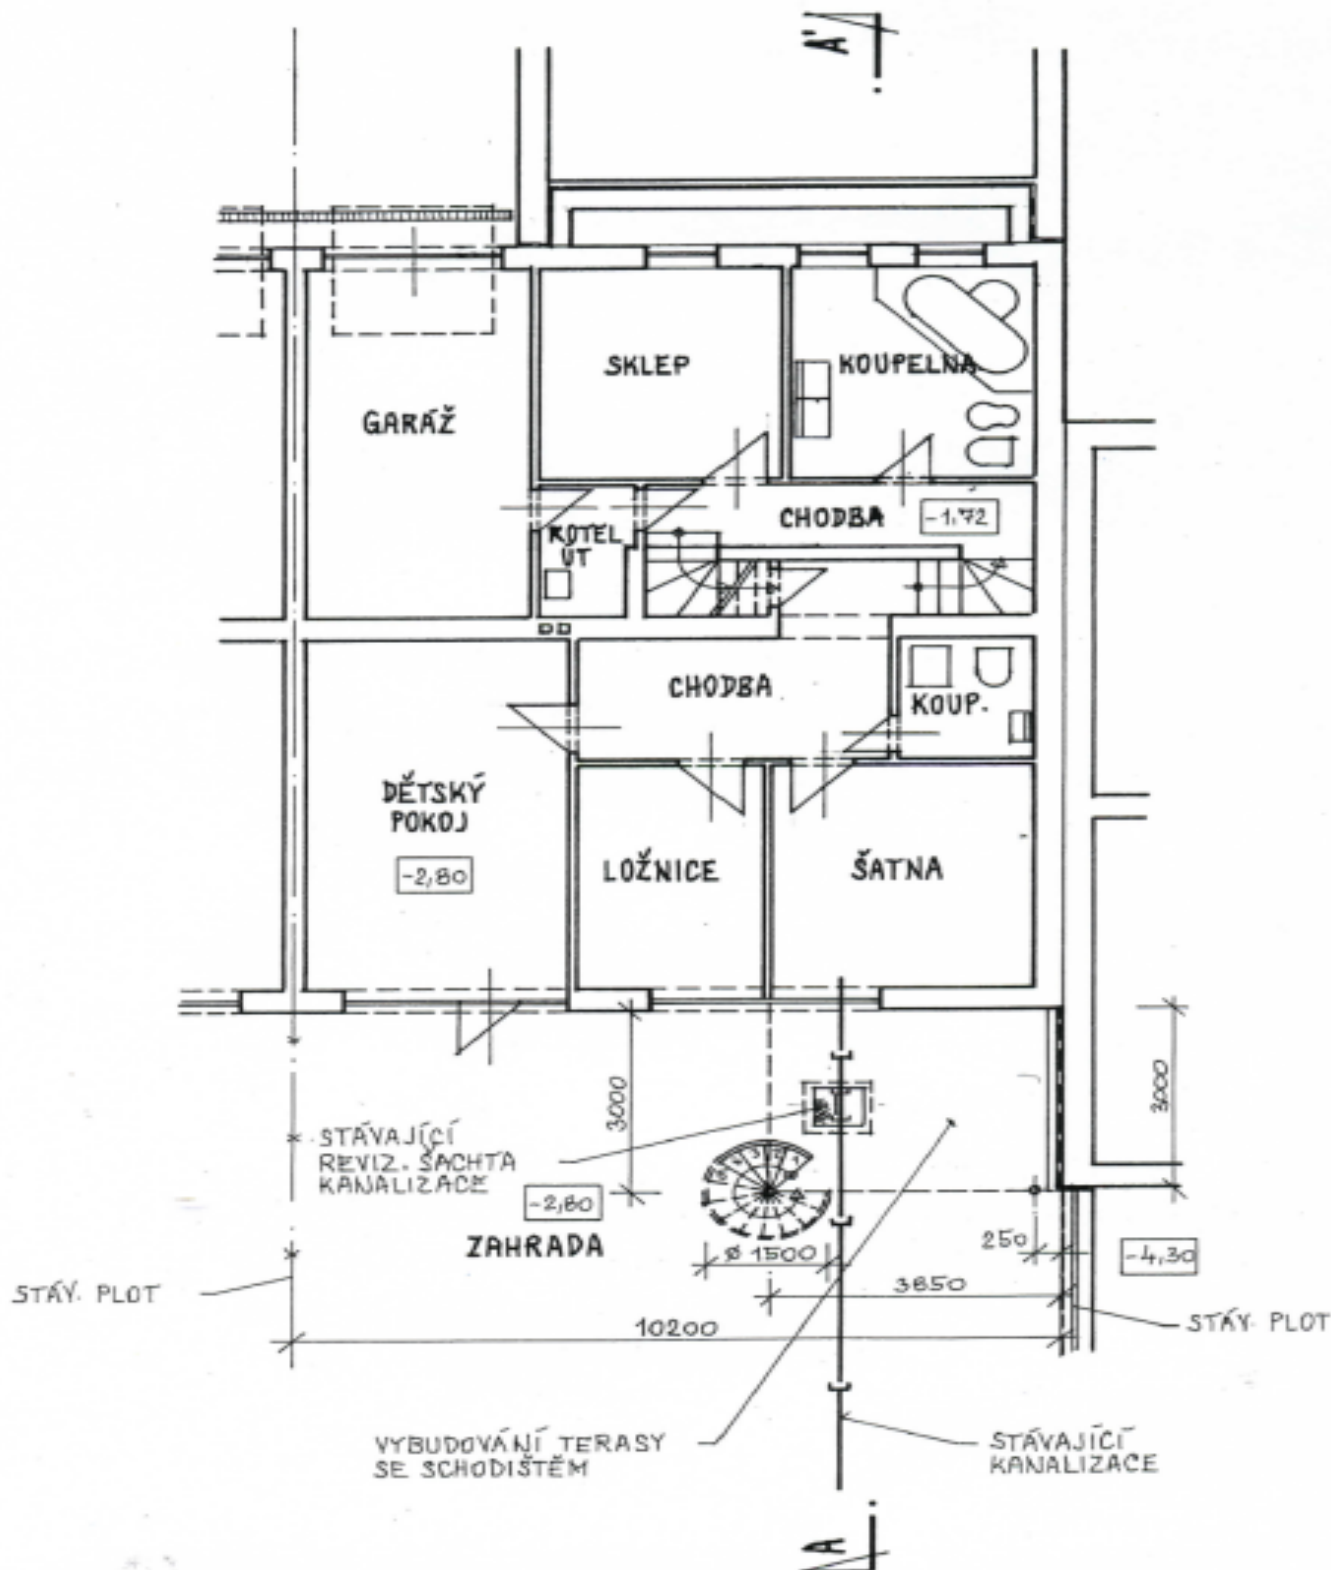 A'
SKLEP
KOUPELNA
GARÁŽ
CHODBA
-1,72
KOTEL
ÚT
CHODBA
KOUP.
DĚTSKÝ
POKOJ
-2,80
LOŽNICE
ŠATNA
3000
3000
STÁVAJÍCÍ
REVIZ. ŠACHTA
KANALIZACE
-2,80
ZAHRADA
Ø 1500
250
-4,30
STÁV. PLOT
3850
10200
STÁV. PLOT
VYBUDOVÁNÍ TERASY
SE SCHODIŠTĚM
STÁVAJÍCÍ
KANALIZACE
A